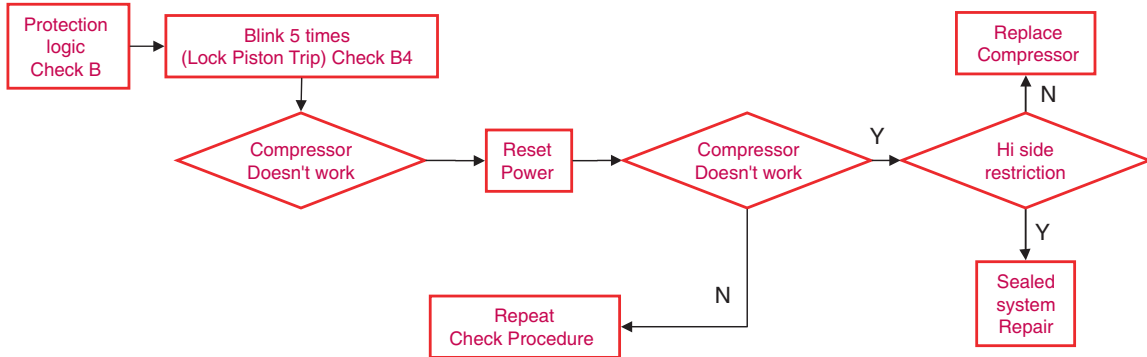 Protection
logic
Check B
Blink 5 times
(Lock Piston Trip) Check B4
Compressor
Doesn't work
Reset
Power
Compressor
Doesn't work
Y
Hi side
restriction
N
Replace
Compressor
Y
Sealed
system
Repair
N
Repeat
Check Procedure